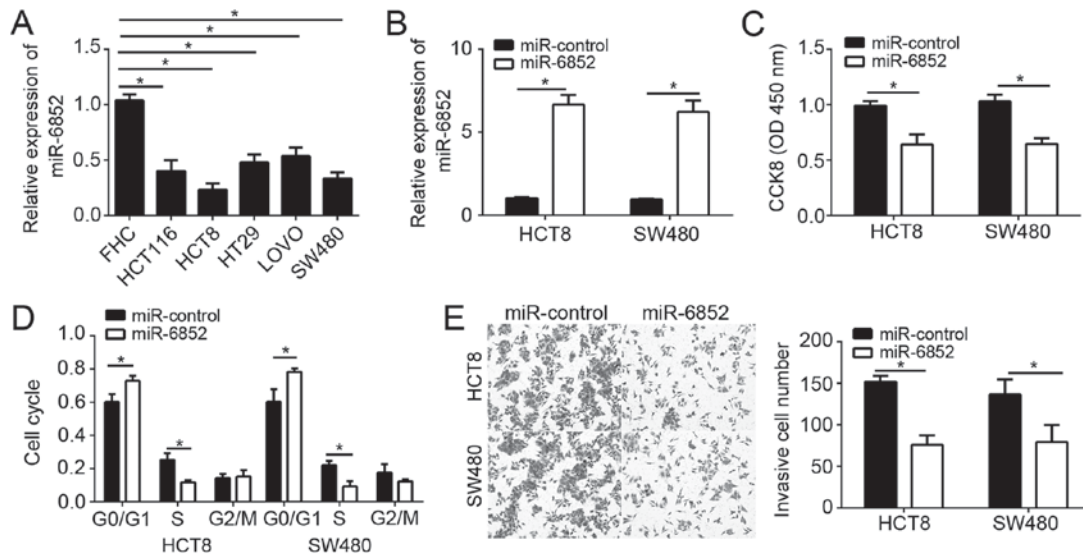 A
*
*
*
*
*
Relative expression of
miR-6852
1.5
1.0
0.5
0.0
FHC
HCT116
HCT8
HT29
LOVO
SW480
B
miR-control
miR-6852
Relative expression of
miR-6852
10
5
0
*
*
HCT8
SW480
C
miR-control
miR-6852
CCK8 (OD 450 nm)
1.5
1.0
0.5
0.0
*
*
HCT8
SW480
D
miR-control
miR-6852
Cell cycle
1.0
0.8
0.6
0.4
0.2
0.0
*
*
*
*
G0/G1
S
G2/M
G0/G1
S
G2/M
HCT8
SW480
E
miR-control
miR-6852
HCT8
SW480
miR-control
miR-6852
Invasive cell number
200
150
100
50
0
*
*
HCT8
SW480